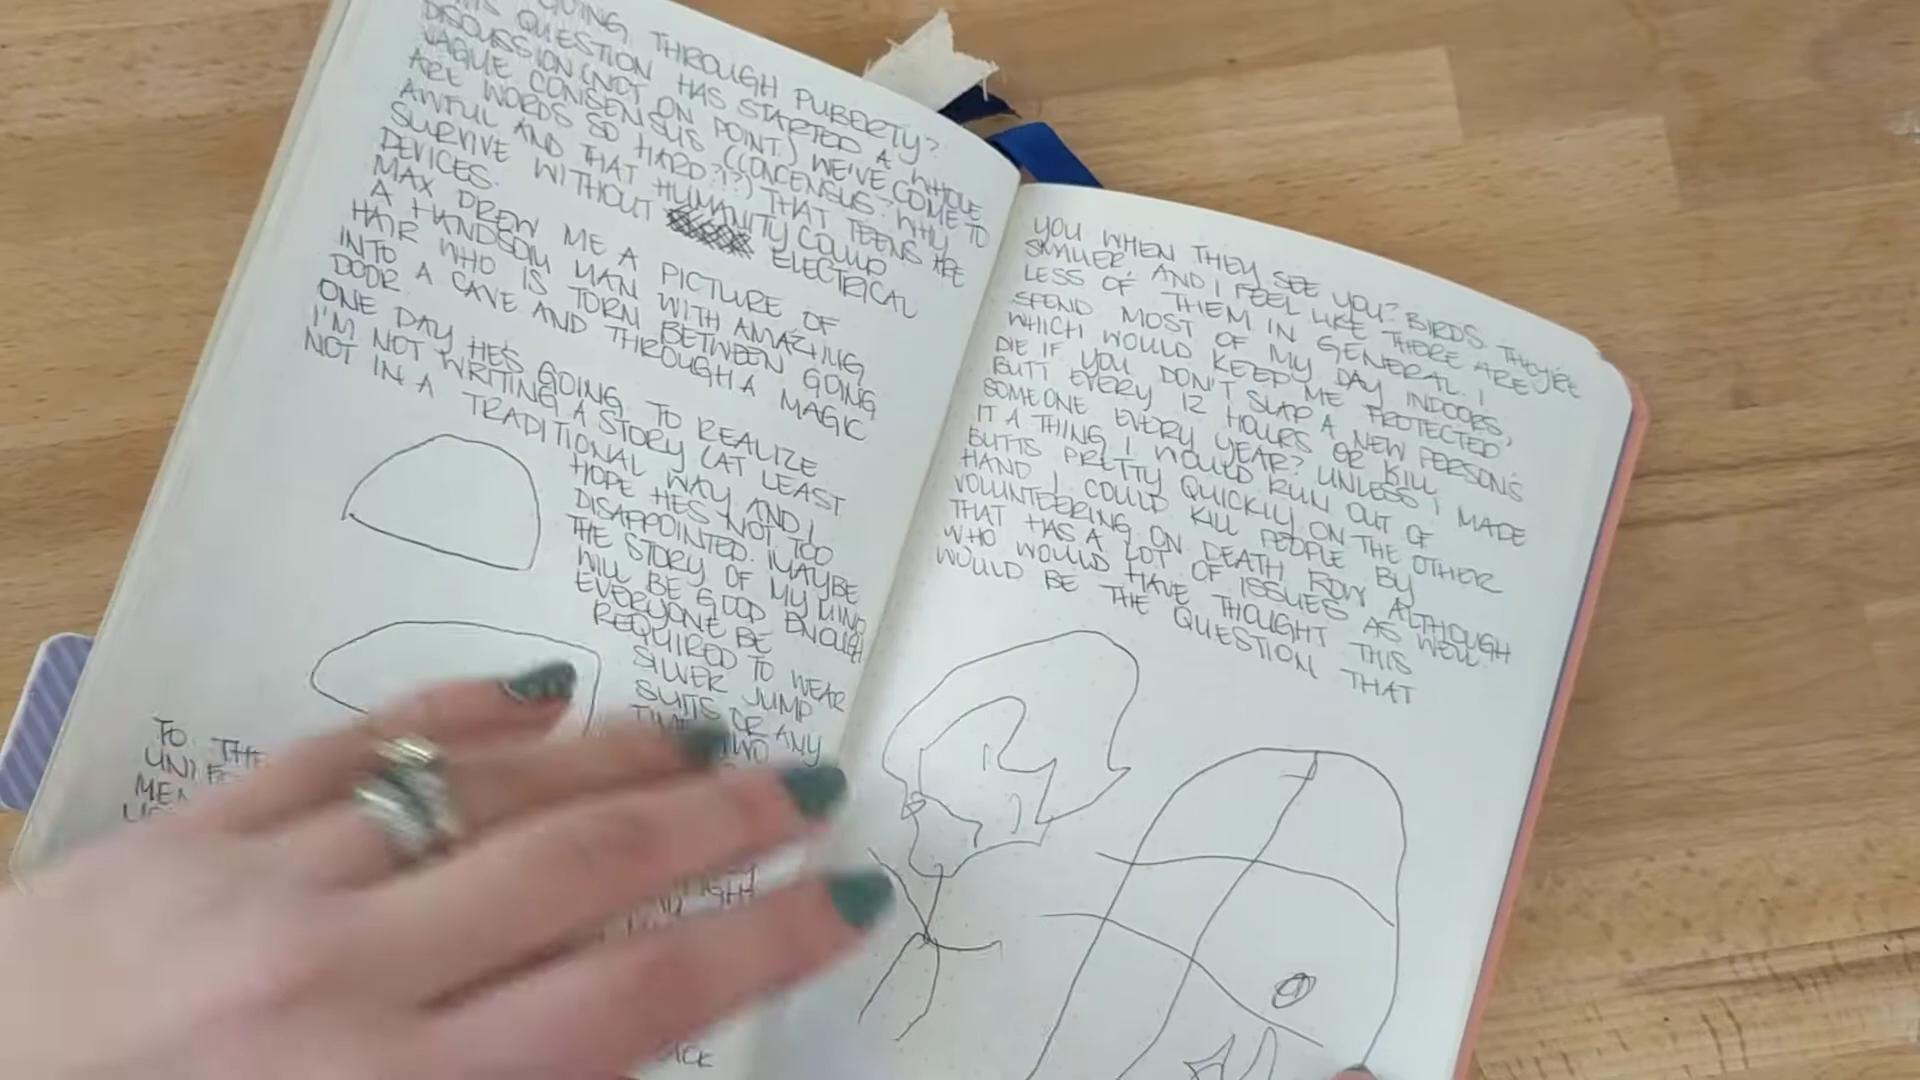 GOING THROUGH PUBERTY?
THIS QUESTION HAS STARTED A WHOLE
DISCUSSION (NOT ON POINT.) WE'VE COME TO
VAGUE CONSENSUS (CONCENSUS? WHY
ARE WORDS SO HARD?!?) THAT TEENS ARE
AWFUL AND THAT HUMANITY COULD
SURVIVE WITHOUT ELECTRICAL
DEVICES.
MAX DREW ME A PICTURE OF
A HANDSOM MAN WITH AMAZING
HAIR WHO IS TORN BETWEEN GOING
INTO A CAVE AND THROUGH A MAGIC
DOOR.
ONE DAY HE'S GOING TO REALIZE
I'M NOT WRITING A STORY (AT LEAST
NOT IN A TRADITIONAL WAY AND I
HOPE HE'S NOT TOO
DISAPPOINTED. MAYBE
THE STORY OF MY MIND
WILL BE GOOD ENOUGH
EVERYONE BE
REQUIRED TO WEAR
SILVER JUMP
SUITS OR ANY
TWO
TO THE
YOU WHEN THEY SEE YOU? BIRDS. THEY'RE
SMALLER AND I FEEL LIKE THERE ARE
LESS OF THEM IN GENERAL. I
SPEND MOST OF MY DAY INDOORS,
WHICH WOULD KEEP ME PROTECTED.
DIE IF YOU DON'T SLAP A NEW PERSON'S
BUTT EVERY 12 HOURS OR KILL
SOMEONE EVERY YEAR? UNLESS I MADE
IT A THING I WOULD RUN OUT OF
BUTTS PRETTY QUICKLY ON THE OTHER
HAND I COULD KILL PEOPLE BY
VOLUNTEERING ON DEATH ROW ALTHOUGH
THAT HAS A LOT OF ISSUES AS WELL.
WHO WOULD HAVE THOUGHT THIS
WOULD BE THE QUESTION THAT